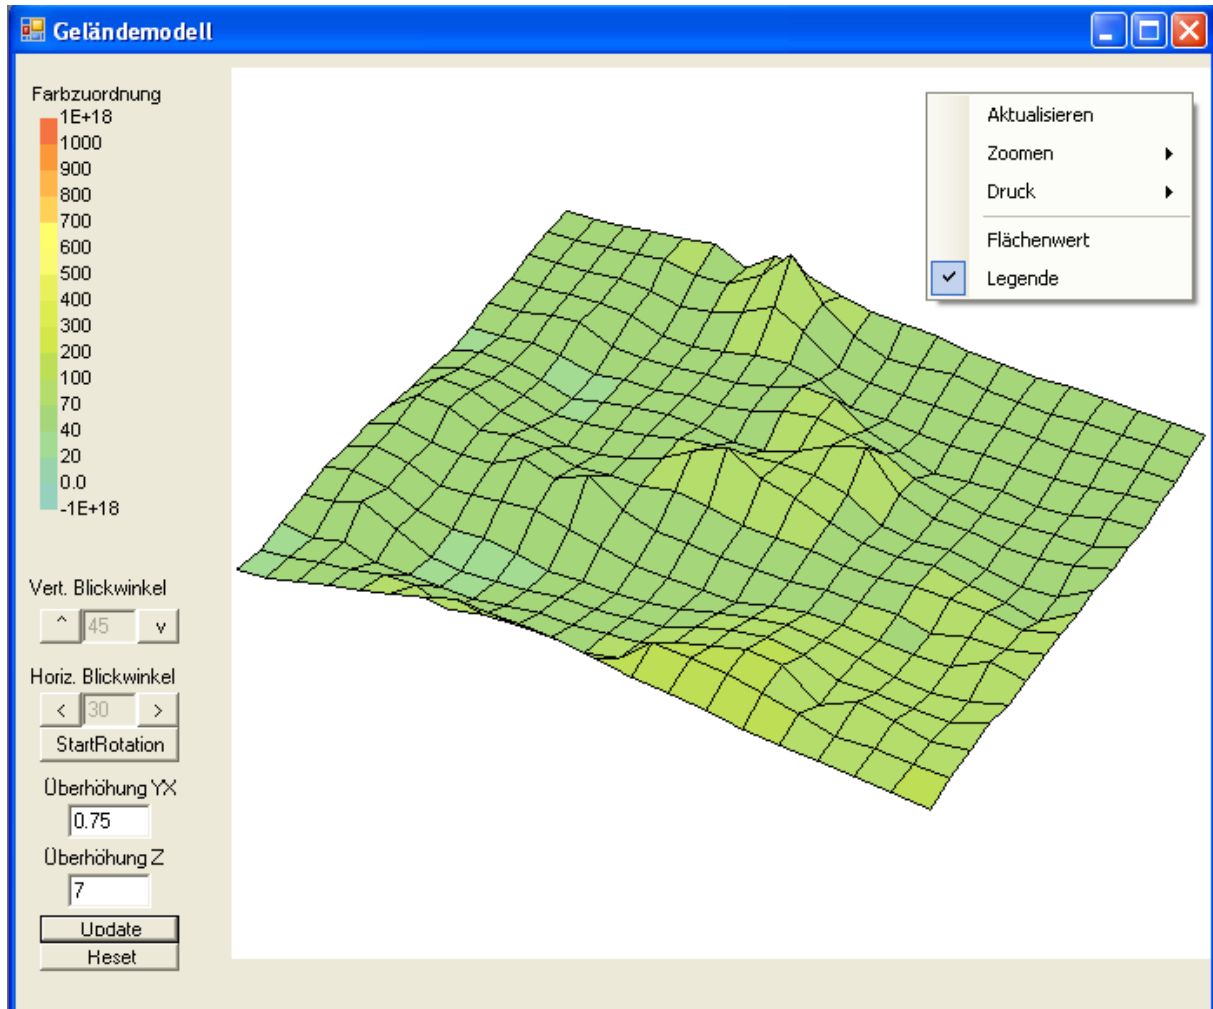 Geländemodell
Farbzuordnung
1E+18
1000
900
800
700
600
500
400
300
200
100
70
40
20
0.0
-1E+18
Vert. Blickwinkel
^ 45 v
Horiz. Blickwinkel
< 30 >
StartRotation
Überhöhung YX
0.75
Überhöhung Z
7
Update
Reset
Aktualisieren
Zoomen
Druck
Flächenwert
Legende